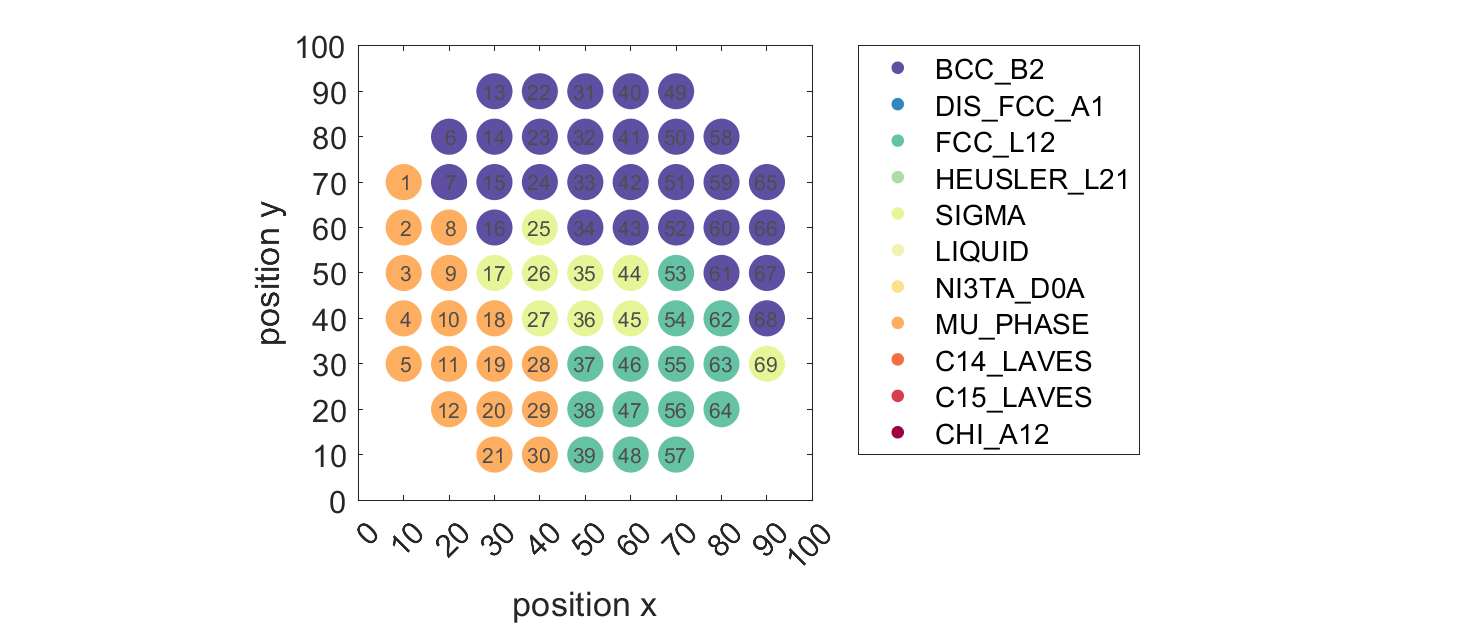 100
90
80
70
60
50
40
30
20
10
0
position y
13 22 31 40 49
6 14 23 32 41 50 58
1 7 15 24 33 42 51 59 65
2 8 16 25 34 43 52 60 66
3 9 17 26 35 44 53 61 67
4 10 18 27 36 45 54 62 68
5 11 19 28 37 46 55 63 69
12 20 29 38 47 56 64
21 30 39 48 57
0 10 20 30 40 50 60 70 80 90 100
position x
BCC_B2
DIS_FCC_A1
FCC_L12
HEUSLER_L21
SIGMA
LIQUID
NI3TA_D0A
MU_PHASE
C14_LAVES
C15_LAVES
CHI_A12